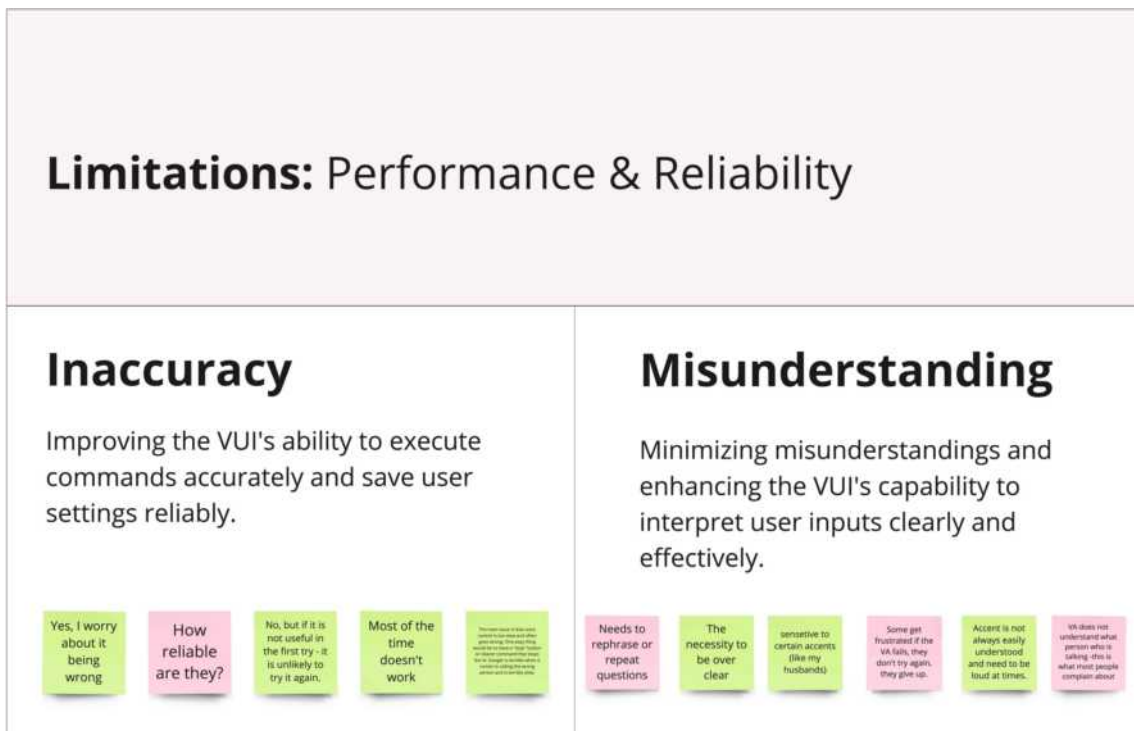 Limitations: Performance & Reliability
Inaccuracy
Improving the VUI's ability to execute
commands accurately and save user
settings reliably.
Yes, I worry
about it
being
wrong
How
reliable
are they?
No, but if it is
not useful in
the first try - it
is unlikely to
try it again.
Most of the
time
doesn't
work
Misunderstanding
Minimizing misunderstandings and
enhancing the VUI's capability to
interpret user inputs clearly and
effectively.
Needs to
rephrase or
repeat
questions
The
necessity to
be over
clear
sensetive to
certain accents
(like my
husbands)
Some get
frustrated if the
VA fails, they
don't try again,
they give up.
Accent is not
always easily
understood
and need to be
loud at times.
VA does not
understand what
person who is
talking -this is
what most people
complain about